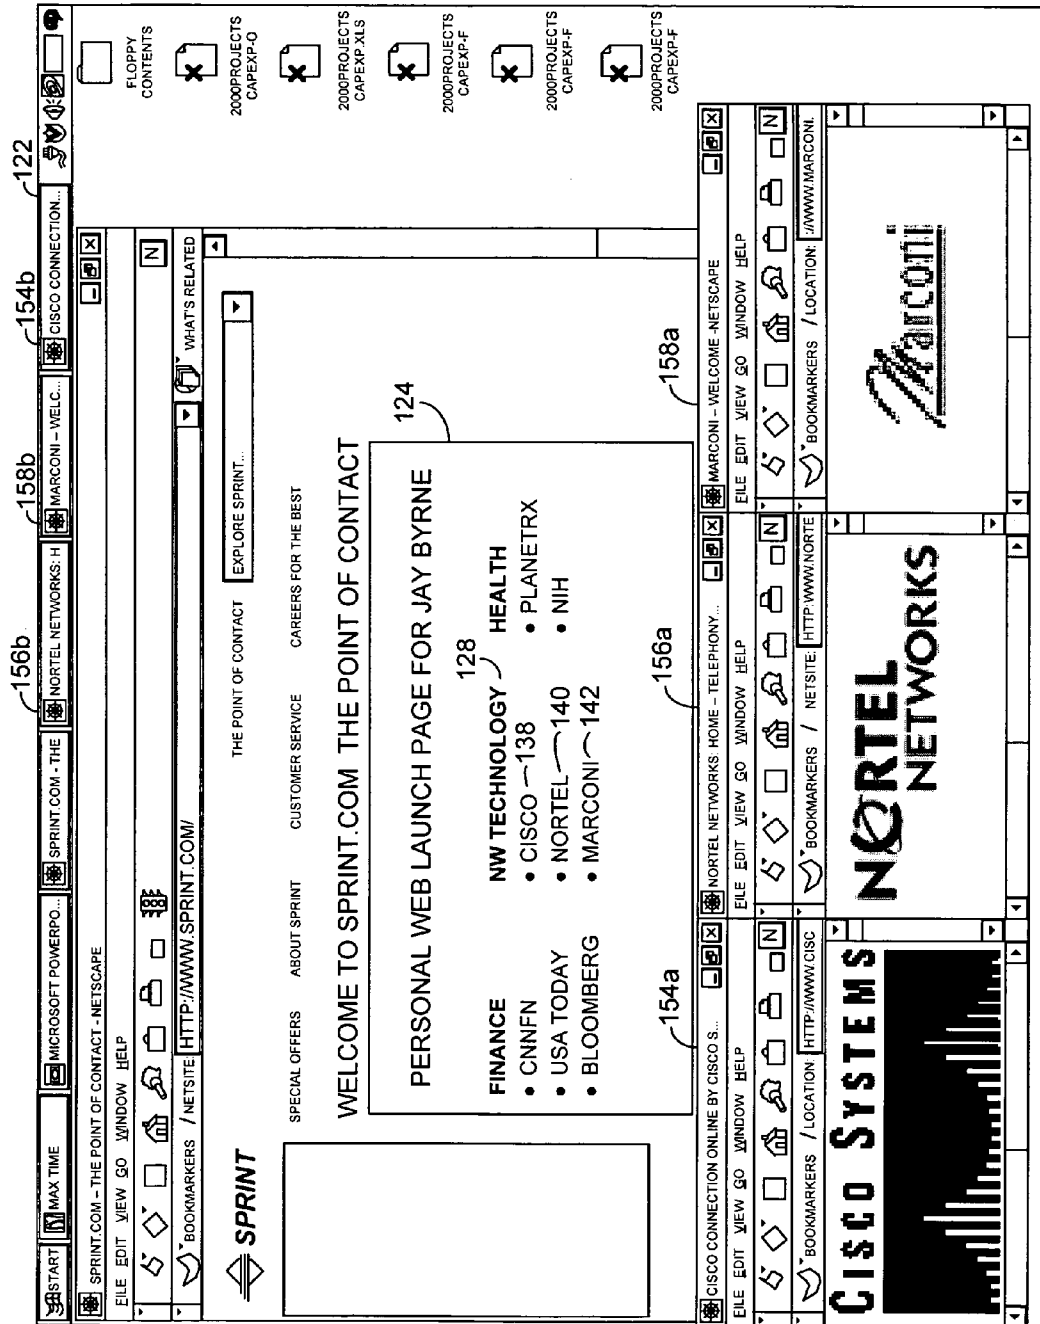 156b
158b
154b
122
START
MAX TIME
MICROSOFT POWERPO...
SPRINT.COM - THE
NORTEL NETWORKS: H
MARCONI – WELC...
CISCO CONNECTION...
SPRINT.COM – THE POINT OF CONTACT - NETSCAPE
FILE EDIT VIEW GO WINDOW HELP
N
BOOKMARKERS / NETSITE: HTTP://WWW.SPRINT.COM/
WHAT'S RELATED
SPRINT
THE POINT OF CONTACT
EXPLORE SPRINT...
SPECIAL OFFERS ABOUT SPRINT CUSTOMER SERVICE CAREERS FOR THE BEST
WELCOME TO SPRINT.COM THE POINT OF CONTACT
124
PERSONAL WEB LAUNCH PAGE FOR JAY BYRNE
128
FINANCE NW TECHNOLOGY HEALTH
• CNNFN • CISCO 138 • PLANETRX
• USA TODAY • NORTEL 140 • NIH
• BLOOMBERG • MARCONI 142
FLOPPY
CONTENTS
2000PROJECTS
CAPEXP-O
2000PROJECTS
CAPEXP.XLS
2000PROJECTS
CAPEXP-F
2000PROJECTS
CAPEXP-F
2000PROJECTS
CAPEXP-F
154a
CISCO CONNECTION ONLINE BY CISCO S...
FILE EDIT VIEW GO WINDOW HELP
N
BOOKMARKERS / LOCATION: HTTP://WWW.CISC
CISCO SYSTEMS
156a
NORTEL NETWORKS: HOME – TELEPHONY...
FILE EDIT VIEW GO WINDOW HELP
N
BOOKMARKERS / NETSITE: HTTP:WWW.NORTE
NORTEL
NETWORKS
158a
MARCONI – WELCOME -NETSCAPE
EILE EDIT VIEW GO WINDOW HELP
N
BOOKMARKERS / LOCATION: ://WWW.MARCONI.
Marconi